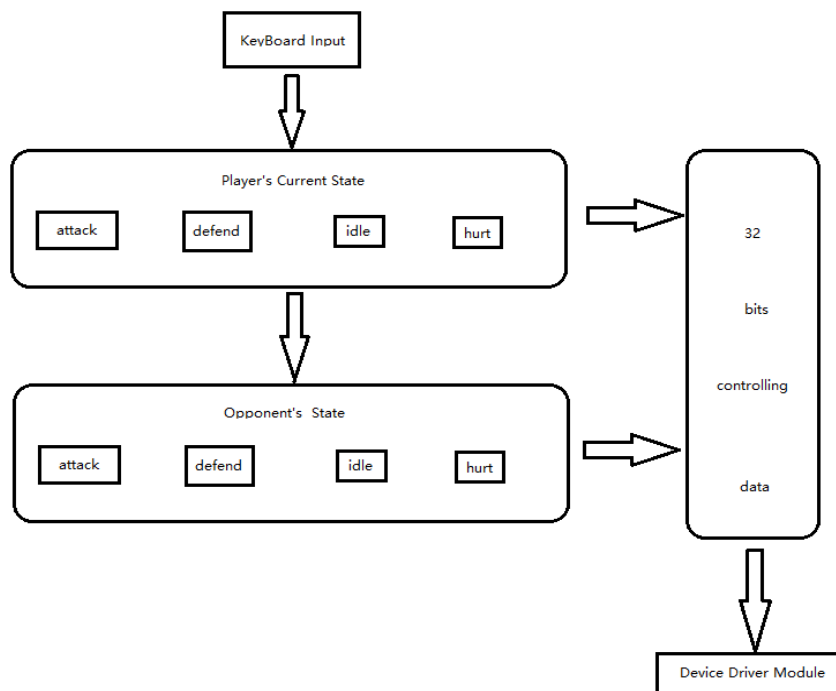 KeyBoard Input
Player's Current State
attack
defend
idle
hurt
32
bits
controlling
data
Opponent's State
attack
defend
idle
hurt
Device Driver Module